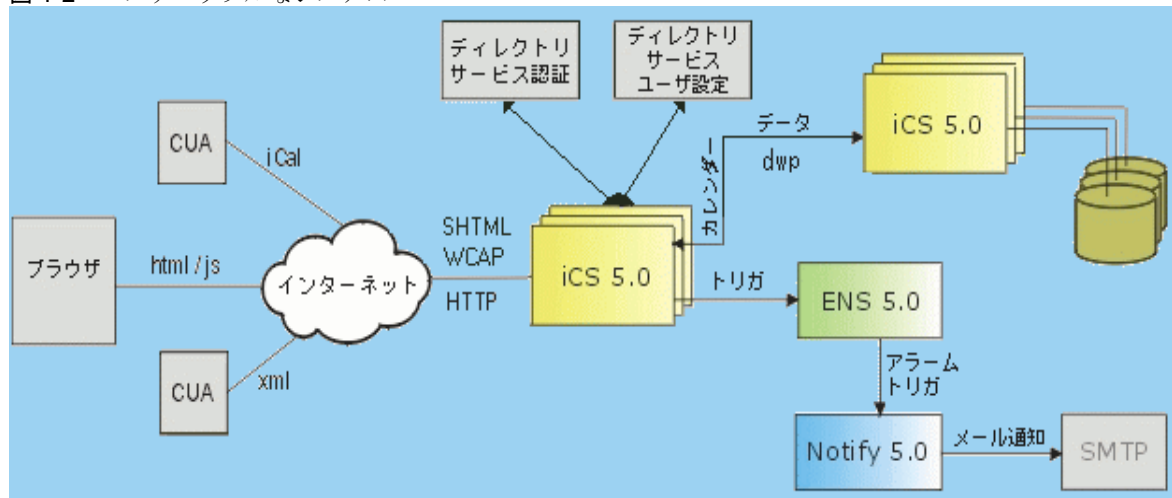 ディレクトリ
サービス認証
ディレクトリ
サービス
ユーザ設定
CUA
iCal
データ
dwp
カレンダー
iCS 5.0
ブラウザ
html / js
インターネット
SHTML
WCAP
HTTP
iCS 5.0
トリガ
ENS 5.0
CUA
xml
アラーム
トリガ
Notify 5.0
メール通知
SMTP